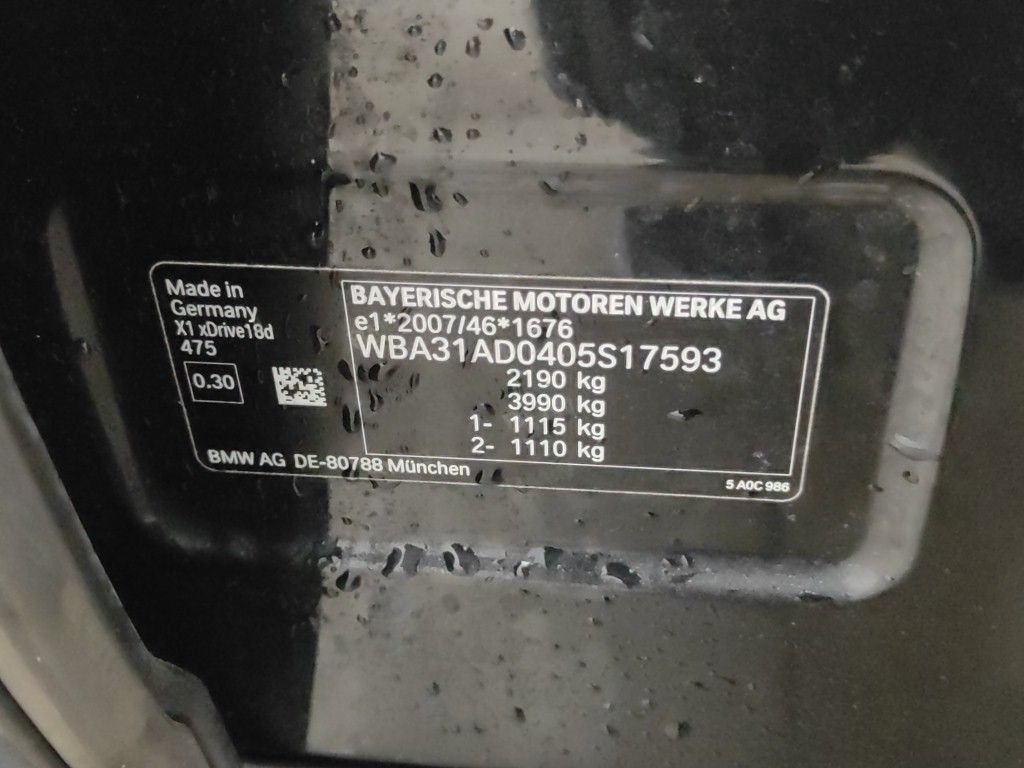 Made in
Germany
X1 xDrive18d
475
0.30
BAYERISCHE MOTOREN WERKE AG
e1*2007/46*1676
WBA31AD0405S17593
2190 kg
3990 kg
1- 1115 kg
2- 1110 kg
BMW AG DE-80788 München
5 A0C 986